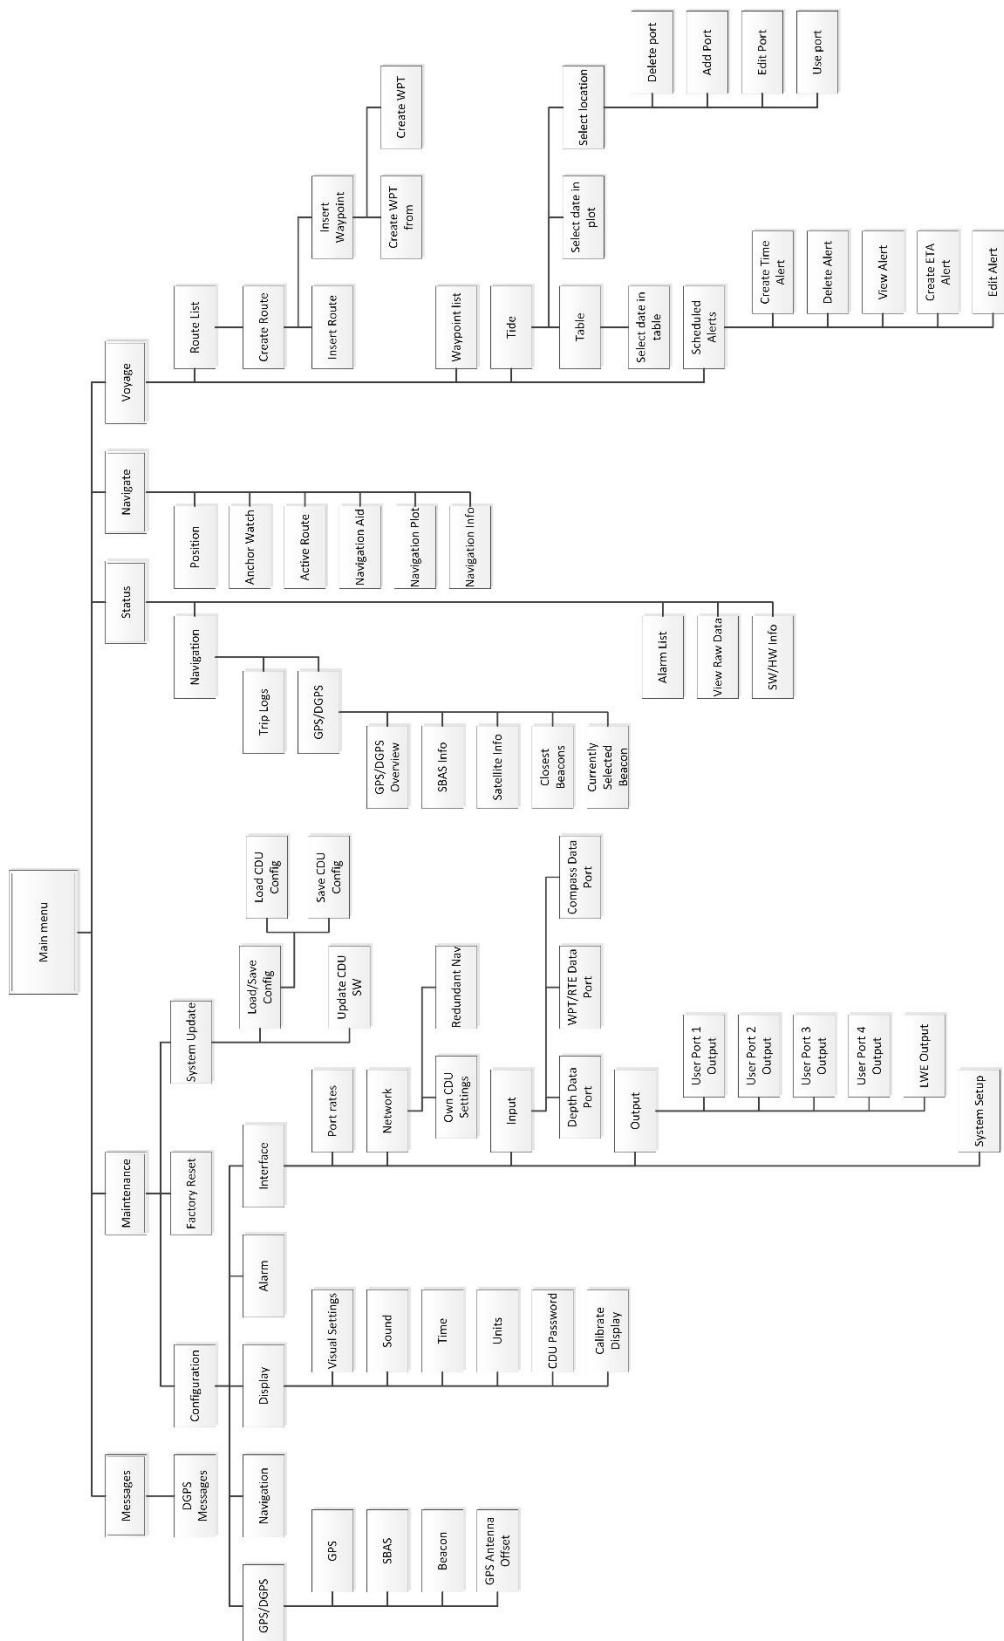 Main menu
Messages
DGPS
Messages
Maintenance
Configuration
GPS/DGPS
GPS
SBAS
Beacon
GPS Antenna
Offset
Navigation
Display
Visual Settings
Sound
Time
Units
CDU Password
Calibrate
Display
Alarm
Interface
Port rates
Network
Own CDU
Settings
Redundant Nav
Input
Depth Data
Port
WPT/RTE Data
Port
Compass Data
Port
Output
User Port 1
Output
User Port 2
Output
User Port 3
Output
User Port 4
Output
LWE Output
System Setup
Factory Reset
System Update
Load/Save
Config
Load CDU
Config
Save CDU
Config
Update CDU
SW
Status
Navigation
Trip Logs
GPS/DGPS
GPS/DGPS
Overview
SBAS Info
Satellite Info
Closest
Beacons
Currently
Selected
Beacon
Alarm List
View Raw Data
SW/HW Info
Navigate
Position
Anchor Watch
Active Route
Navigation Aid
Navigation Plot
Navigation Info
Voyage
Route List
Create Route
Insert Route
Insert
Waypoint
Create WPT
from
Create WPT
Waypoint list
Tide
Table
Select date in
table
Select date in
plot
Select location
Delete port
Add Port
Edit Port
Use port
Scheduled
Alerts
Create Time
Alert
Delete Alert
View Alert
Create ETA
Alert
Edit Alert